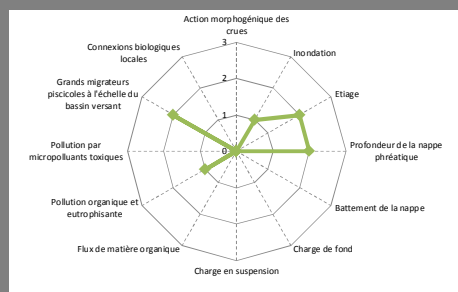 Action morphogénique des
crues
Inondation
Etiage
Profondeur de la nappe
phréatique
Battement de la nappe
Charge de fond
Charge en suspension
Flux de matière organique
Pollution organique et
eutrophisante
Pollution par
micropolluants toxiques
Grands migrateurs
piscicoles à l'échelle du
bassin versant
Connexions biologiques
locales
3
2
1
0